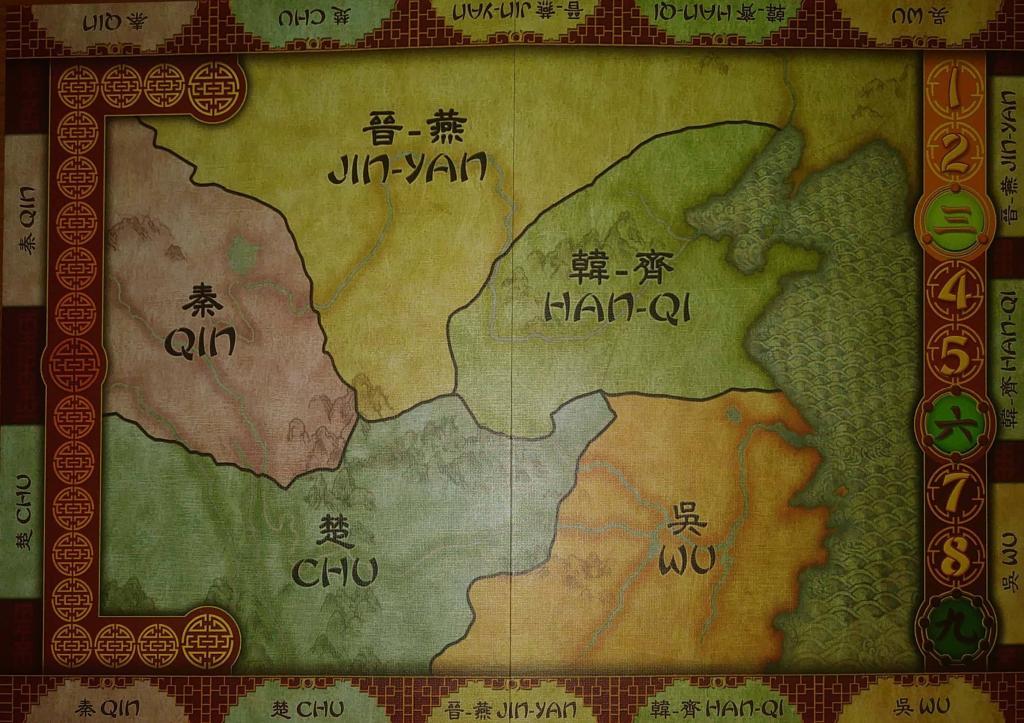 秦 QIN
楚 CHU
晉-燕 JIN-YAN
韓-齊 HAN-QI
吳 WU
秦 QIN
楚 CHU
晉-燕
JIN-YAN
韓-齊
HAN-QI
秦
QIN
楚
CHU
吳
WU
1
2
三
4
5
六
7
8
九
晉-燕 JIN-YAN
韓-齊 HAN-QI
吳 WU
秦 QIN
楚 CHU
晉-燕 JIN-YAN
韓-齊 HAN-QI
吳 WU